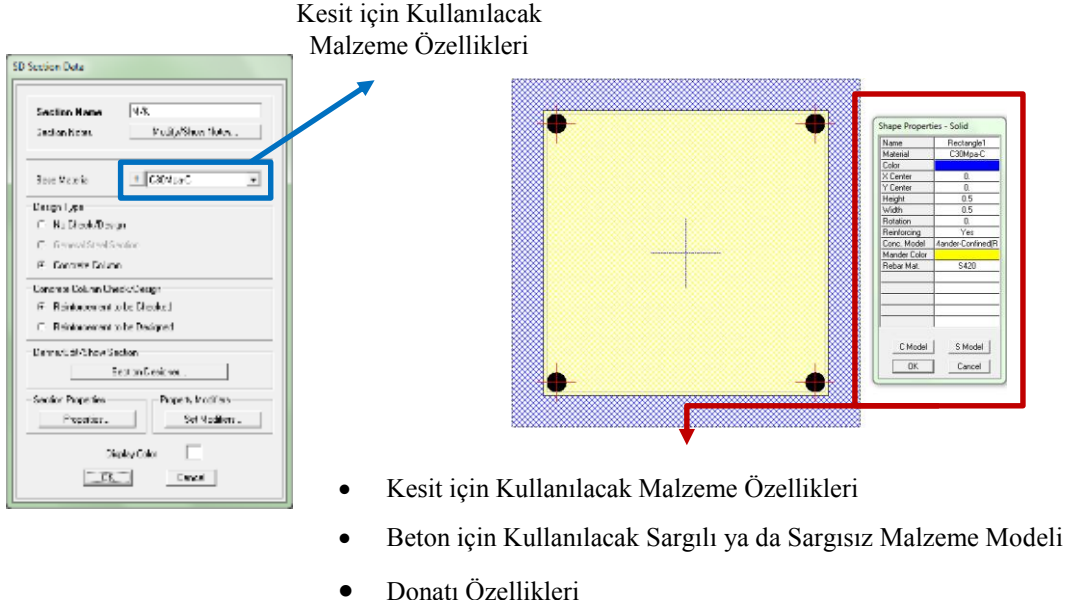 Kesit için Kullanılacak
Malzeme Özellikleri
SD Section Data
Section Name
Section Notes Modify/Show Notes...
Base Material C30Mpa-C
Design Type
No Check/Design
General Steel Section
Concrete Column
Concrete Column Check/Design
Reinforcement to be Checked
Reinforcement to be Designed
Define/Edit/Show Section
Section Designer...
Section Properties Property Modifiers
Properties... Set Modifiers...
Display Color
OK Cancel
Shape Properties - Solid
Name Rectangle1
Material C30Mpa-C
Color
X Center 0.
Y Center 0.
Height 0.5
Width 0.5
Rotation 0.
Reinforcing Yes
Conc. Model Mander-Confined(R
Mander Color
Rebar Mat. S420
C Model S Model
OK Cancel
• Kesit için Kullanılacak Malzeme Özellikleri
• Beton için Kullanılacak Sargılı ya da Sargısız Malzeme Modeli
• Donatı Özellikleri